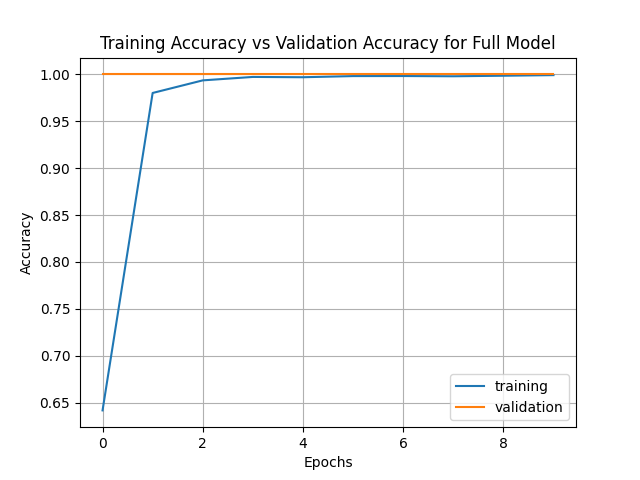 Training Accuracy vs Validation Accuracy for Full Model
1.00
0.95
0.90
0.85
0.80
0.75
0.70
0.65
Accuracy
0 2 4 6 8
Epochs
training
validation